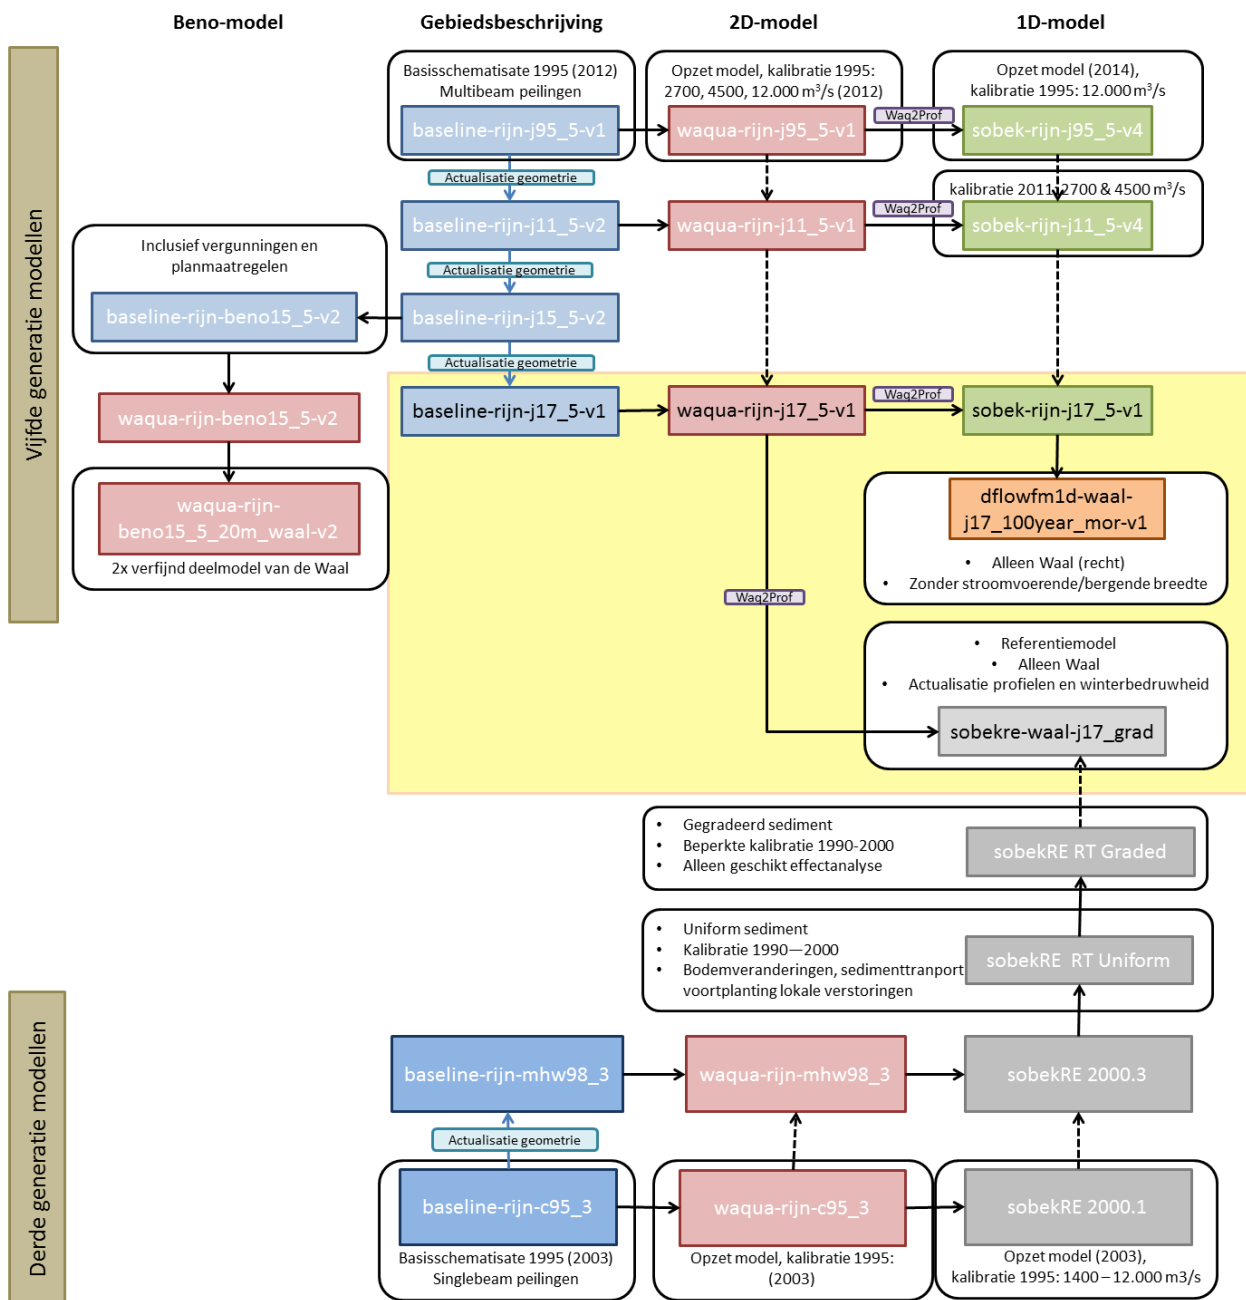 Beno-model
Gebiedsbeschrijving
2D-model
1D-model
Vijfde generatie modellen
Basisschematisate 1995 (2012)
Multibeam peilingen
baseline-rijn-j95_5-v1
Opzet model, kalibratie 1995:
2700, 4500, 12.000 m³/s (2012)
waqua-rijn-j95_5-v1
Waq2Prof
Opzet model (2014),
kalibratie 1995: 12.000 m³/s
sobek-rijn-j95_5-v4
Actualisatie geometrie
baseline-rijn-j11_5-v2
waqua-rijn-j11_5-v1
Waq2Prof
kalibratie 2011: 2700 & 4500 m³/s
sobek-rijn-j11_5-v4
Inclusief vergunningen en
planmaatregelen
baseline-rijn-beno15_5-v2
Actualisatie geometrie
baseline-rijn-j15_5-v2
Actualisatie geometrie
waqua-rijn-beno15_5-v2
baseline-rijn-j17_5-v1
waqua-rijn-j17_5-v1
Waq2Prof
sobek-rijn-j17_5-v1
waqua-rijn-
beno15_5_20m_waal-v2
2x verfijnd deelmodel van de Waal
dflowfm1d-waal-
j17_100year_mor-v1
• Alleen Waal (recht)
• Zonder stroomvoerende/bergende breedte
Waq2Prof
• Referentiemodel
• Alleen Waal
• Actualisatie profielen en winterbedruwheid
sobekre-waal-j17_grad
• Gegradeerd sediment
• Beperkte kalibratie 1990-2000
• Alleen geschikt effectanalyse
sobekRE RT Graded
• Uniform sediment
• Kalibratie 1990—2000
• Bodemveranderingen, sedimenttranport
voortplanting lokale verstoringen
sobekRE RT Uniform
Derde generatie modellen
baseline-rijn-mhw98_3
waqua-rijn-mhw98_3
sobekRE 2000.3
Actualisatie geometrie
baseline-rijn-c95_3
Basisschematisate 1995 (2003)
Singlebeam peilingen
waqua-rijn-c95_3
Opzet model, kalibratie 1995:
(2003)
sobekRE 2000.1
Opzet model (2003),
kalibratie 1995: 1400 – 12.000 m3/s